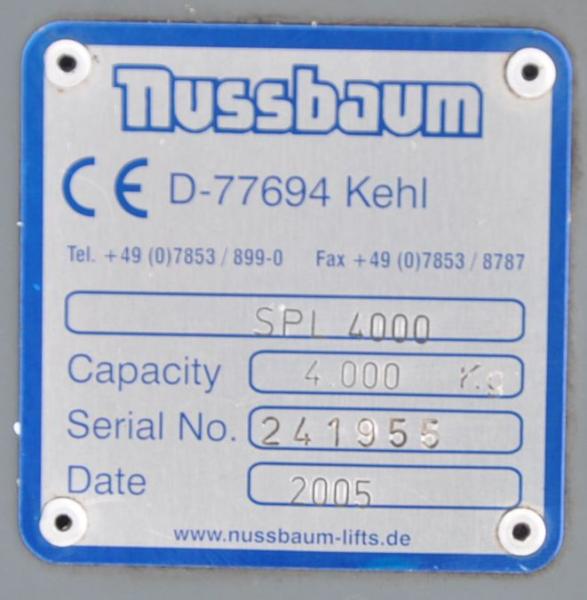 nussbaum
CE D-77694 Kehl
Tel. +49 (0)7853 / 899-0 Fax +49 (0)7853 / 8787
SPL 4000
Capacity 4.000 Kg
Serial No. 241955
Date 2005
www.nussbaum-lifts.de